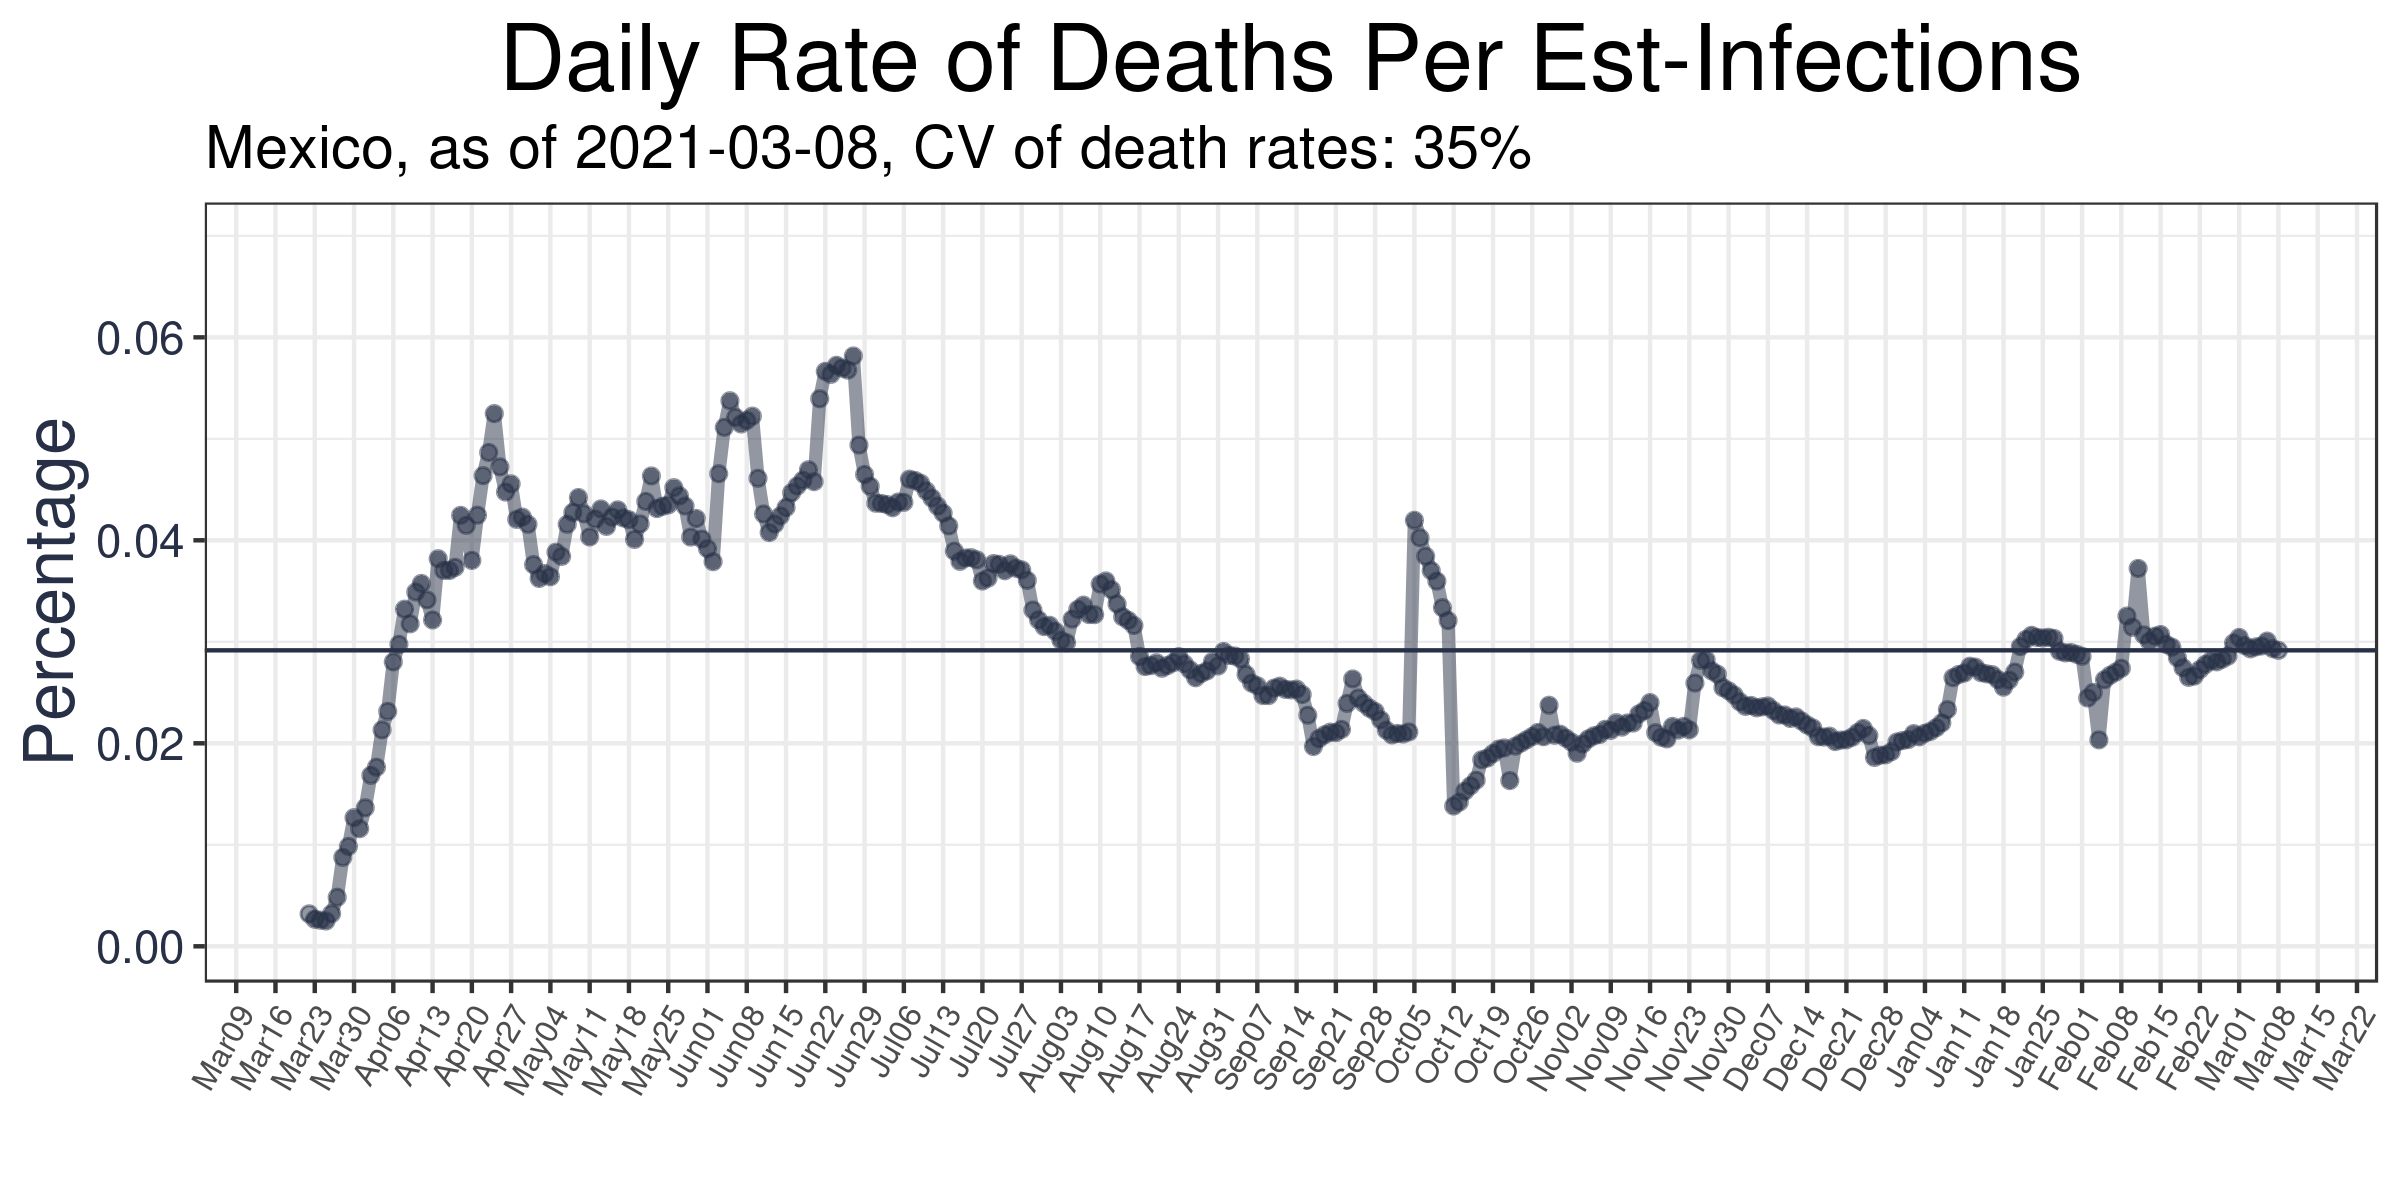 Daily Rate of Deaths Per Est-Infections
Mexico, as of 2021-03-08, CV of death rates: 35%
Percentage
0.06
0.04
0.02
0.00
Mar09
Mar16
Mar23
Mar30
Apr06
Apr13
Apr20
Apr27
May04
May11
May18
May25
Jun01
Jun08
Jun15
Jun22
Jun29
Jul06
Jul13
Jul20
Jul27
Aug03
Aug10
Aug17
Aug24
Aug31
Sep07
Sep14
Sep21
Sep28
Oct05
Oct12
Oct19
Oct26
Nov02
Nov09
Nov16
Nov23
Nov30
Dec07
Dec14
Dec21
Dec28
Jan04
Jan11
Jan18
Jan25
Feb01
Feb08
Feb15
Feb22
Mar01
Mar08
Mar15
Mar22